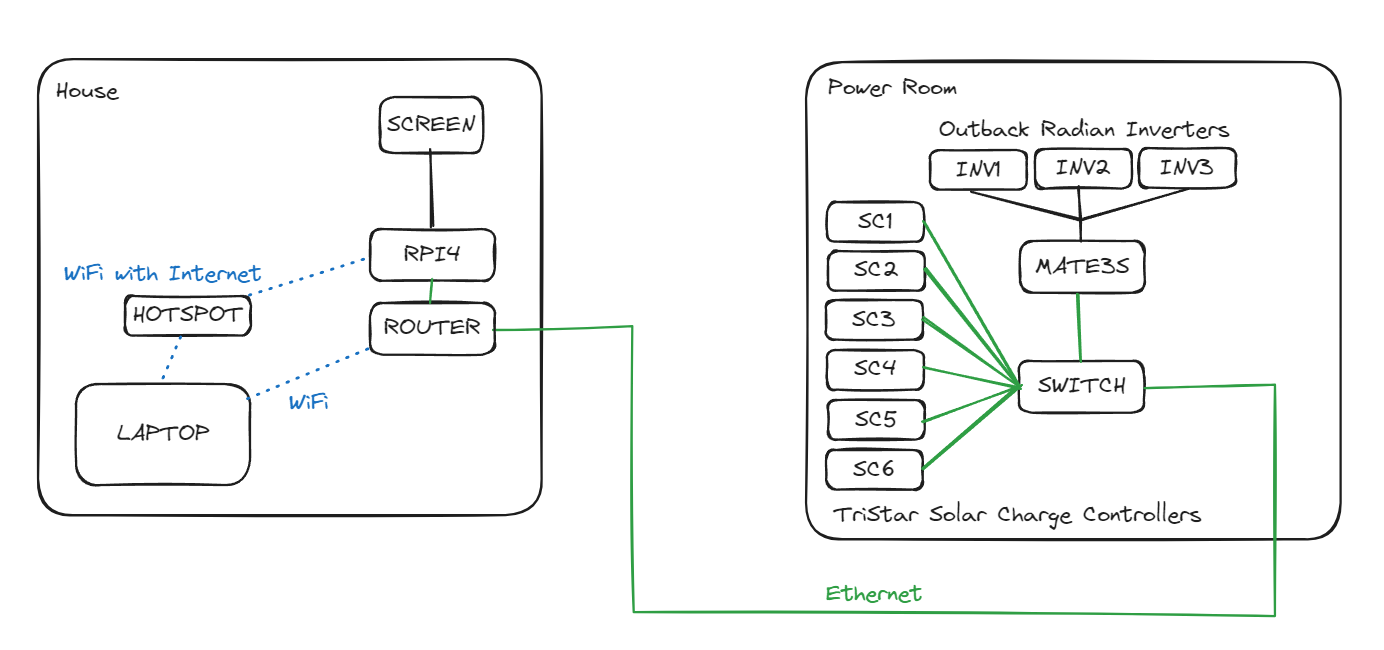 House
SCREEN
RPI4
WiFi with Internet
HOTSPOT
ROUTER
WiFi
LAPTOP
Power Room
Outback Radian Inverters
INV1
INV2
INV3
SC1
SC2
MATE3S
SC3
SC4
SWITCH
SC5
SC6
TriStar Solar Charge Controllers
Ethernet